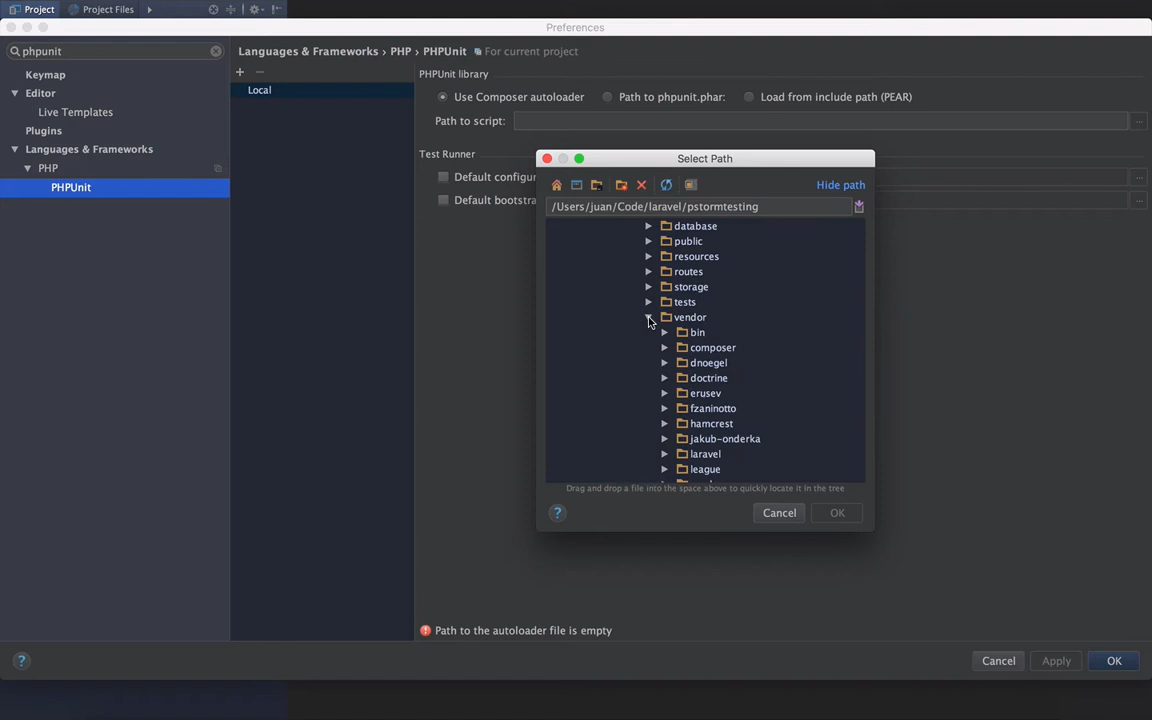 Project
Project Files
Preferences
phpunit
Keymap
Editor
Live Templates
Plugins
Languages & Frameworks
PHP
PHPUnit
Languages & Frameworks › PHP › PHPUnit For current project
Local
PHPUnit library
Use Composer autoloader
Path to phpunit.phar:
Load from include path (PEAR)
Path to script:
...
Test Runner
Default configur
...
Default bootstra
...
Select Path
Hide path
/Users/juan/Code/laravel/pstormtesting
database
public
resources
routes
storage
tests
vendor
bin
composer
dnoegel
doctrine
erusev
fzaninotto
hamcrest
jakub-onderka
laravel
league
Drag and drop a file into the space above to quickly locate it in the tree
?
Cancel
OK
Path to the autoloader file is empty
?
Cancel
Apply
OK